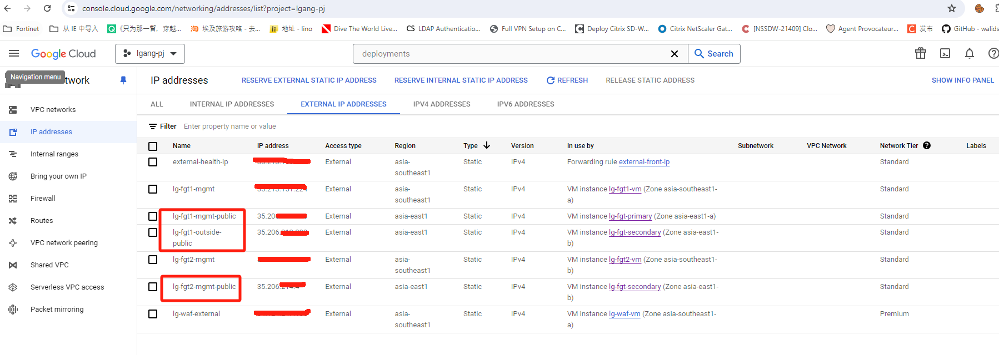 console.cloud.google.com/networking/addresses/list?project=lgang-pj
Fortinet 从 IE 中导入 《只为那一瞥，穿越... 埃及旅游攻略 - 去... 地址 - lino Dive The World Live... CS LDAP Authenticatio... Full VPN Setup on C... Deploy Citrix SD-W... Citrix NetScaler Gat... [NSSDW-21409] Clo... Agent Provocateur... 发布 GitHub - walids
Google Cloud lgang-pj deployments Search
Navigation menu
twork
IP addresses RESERVE EXTERNAL STATIC IP ADDRESS RESERVE INTERNAL STATIC IP ADDRESS REFRESH RELEASE STATIC ADDRESS SHOW INFO PANEL
VPC networks
IP addresses
Internal ranges
Bring your own IP
Firewall
Routes
VPC network peering
Shared VPC
Serverless VPC access
Packet mirroring
ALL INTERNAL IP ADDRESSES EXTERNAL IP ADDRESSES IPV4 ADDRESSES IPV6 ADDRESSES
Filter Enter property name or value
Name IP address Access type Region Type Version In use by Subnetwork VPC Network Network Tier Labels
external-health-ip External asia- Static IPv4 Forwarding rule external-front-ip Standard
southeast1
lg-fgt1-mgmt External asia- Static IPv4 VM instance lg-fgt1-vm (Zone asia-southeast1- Standard
southeast1 a)
lg-fgt1-mgmt-public 35.20 External asia-east1 Static IPv4 VM instance lg-fgt-primary (Zone asia-east1-a) Standard
lg-fgt1-outside- 35.206. External asia-east1 Static IPv4 VM instance lg-fgt-secondary (Zone asia-east1- Standard
public b)
lg-fgt2-mgmt External asia- Static IPv4 VM instance lg-fgt2-vm (Zone asia-southeast1- Standard
southeast1 b)
lg-fgt2-mgmt-public 35.206. External asia-east1 Static IPv4 VM instance lg-fgt-secondary (Zone asia-east1- Standard
b)
lg-waf-external External asia- Static IPv4 VM instance lg-waf-vm (Zone asia-southeast1- Premium
southeast1 a)